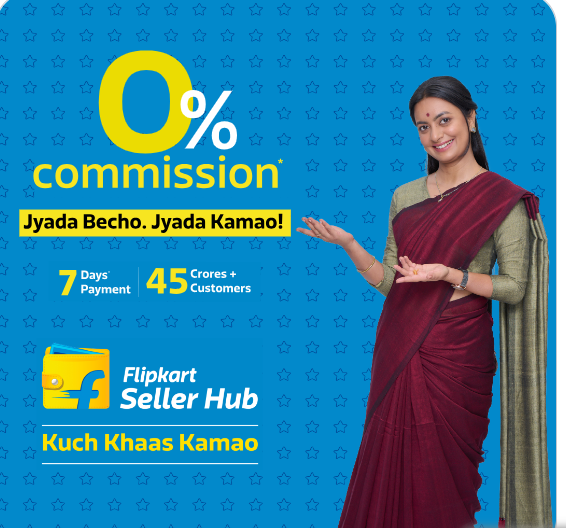 0%
commission*
Jyada Becho. Jyada Kamao!
7 Days* Payment
45 Crores + Customers
Flipkart
Seller Hub
Kuch Khaas Kamao